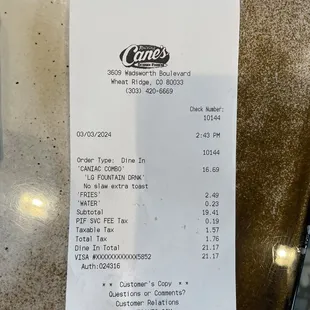 Raising
Cane's
Chicken Fingers
3609 Wadsworth Boulevard
Wheat Ridge, CO 80033
(303) 420-6669
Check Number:
10144
03/03/2024 2:43 PM
10144
Order Type: Dine In
'CANIAC COMBO' 16.69
'LG FOUNTAIN DRNK'
No slaw extra toast
'FRIES' 2.49
'WATER' 0.23
Subtotal 19.41
PIF SVC FEE Tax 0.19
Taxable Tax 1.57
Total Tax 1.76
Dine In Total 21.17
VISA #XXXXXXXXXXXX5852 21.17
Auth:024316
* * Customer's Copy * *
Questions or Comments?
Customer Relations